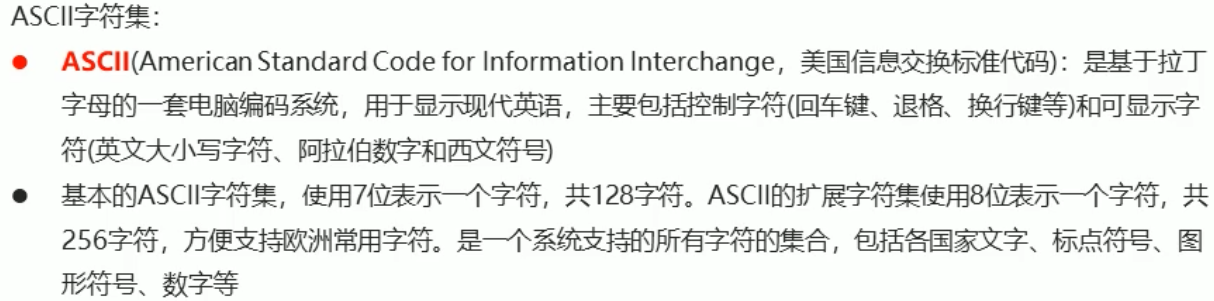 ASCII字符集：
● ASCII(American Standard Code for Information Interchange，美国信息交换标准代码)：是基于拉丁
字母的一套电脑编码系统，用于显示现代英语，主要包括控制字符(回车键、退格、换行键等)和可显示字
符(英文大小写字符、阿拉伯数字和西文符号)
● 基本的ASCII字符集，使用7位表示一个字符，共128字符。ASCII的扩展字符集使用8位表示一个字符，共
256字符，方便支持欧洲常用字符。是一个系统支持的所有字符的集合，包括各国家文字、标点符号、图
形符号、数字等